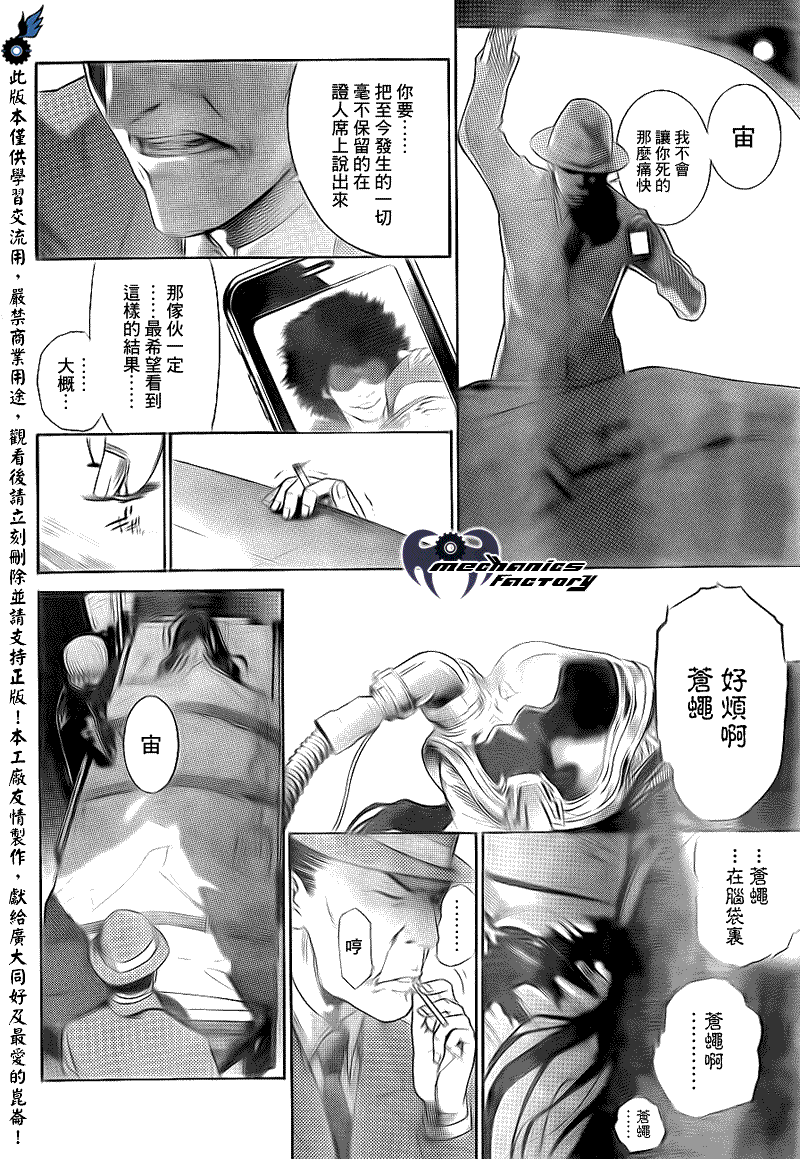 宙
我不會
讓你死的
那麼痛快
你要……
把至今發生的一切
毫不保留的在
證人席上說出來
那傢伙一定
……最希望看到
這樣的結果……
……
大概…
好煩啊
蒼蠅
…蒼蠅
…在腦袋裏
蒼蠅啊
…………
蒼蠅
……
……
哼
宙
mechanics
Factory
此版本僅供學習交流用，嚴禁商業用途，觀看後請立刻刪除並請支持正版！本工廠友情製作，獻給廣大同好及最愛的崑崙！